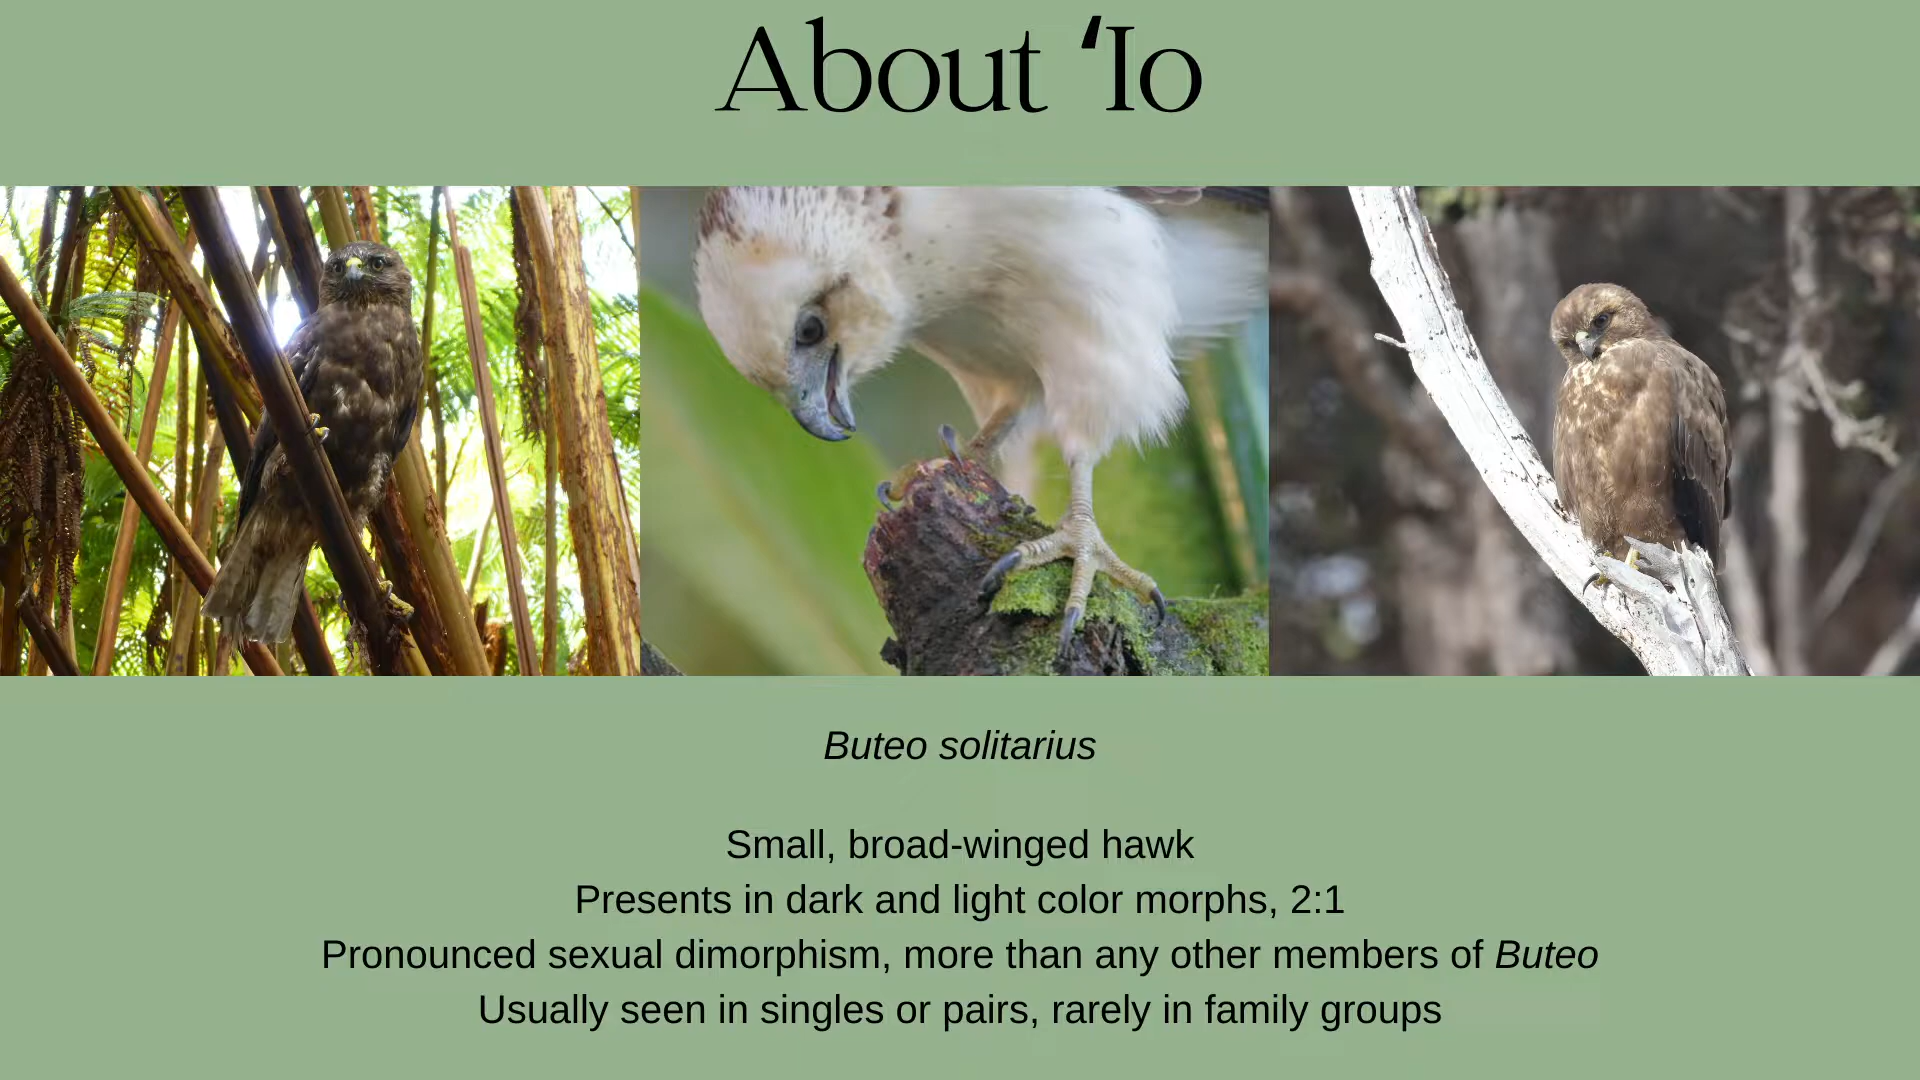 About ʻIo
Buteo solitarius
Small, broad-winged hawk
Presents in dark and light color morphs, 2:1
Pronounced sexual dimorphism, more than any other members of Buteo
Usually seen in singles or pairs, rarely in family groups